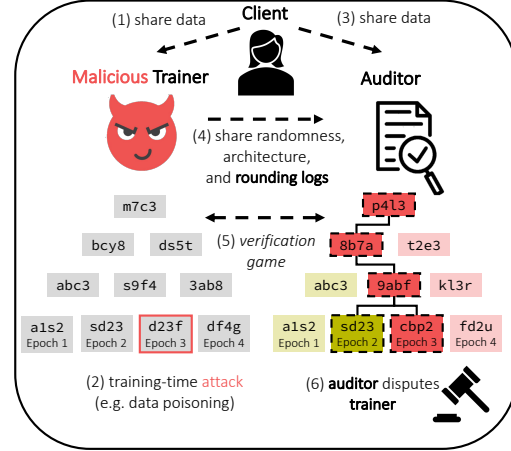 Client
(1) share data
(3) share data
Malicious Trainer
Auditor
(4) share randomness,
architecture,
and rounding logs
m7c3
p4l3
bcy8 ds5t
(5) verification
game
8b7a t2e3
abc3 s9f4 3ab8
abc3 9abf kl3r
a1s2 sd23 d23f df4g
Epoch 1 Epoch 2 Epoch 3 Epoch 4
a1s2 sd23 cbp2 fd2u
Epoch 1 Epoch 2 Epoch 3 Epoch 4
(2) training-time attack
(e.g. data poisoning)
(6) auditor disputes
trainer